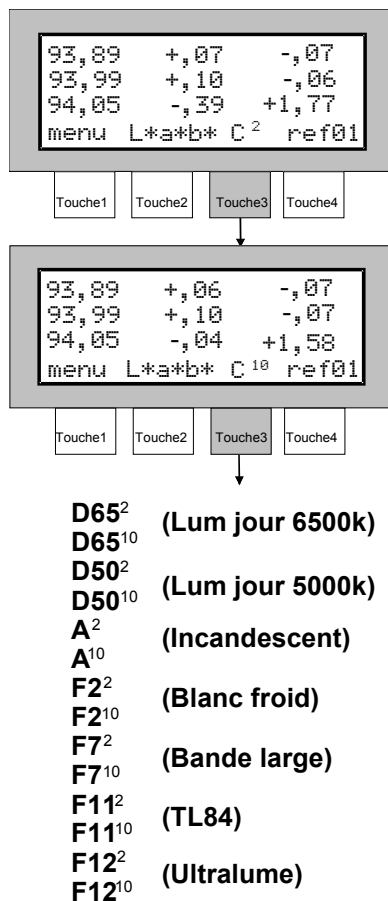 93,89 +,07 -,07
93,99 +,10 -,06
94,05 -,39 +1,77
menu L*a*b* C ² ref01
Touche1 Touche2 Touche3 Touche4
93,89 +,06 -,07
93,99 +,10 -,07
94,05 -,04 +1,58
menu L*a*b* C ¹⁰ ref01
Touche1 Touche2 Touche3 Touche4
D65²
(Lum jour 6500k)
D65¹⁰
D50²
(Lum jour 5000k)
D50¹⁰
A²
(Incandescent)
A¹⁰
F2²
(Blanc froid)
F2¹⁰
F7²
(Bande large)
F7¹⁰
F11²
(TL84)
F11¹⁰
F12²
(Ultralume)
F12¹⁰